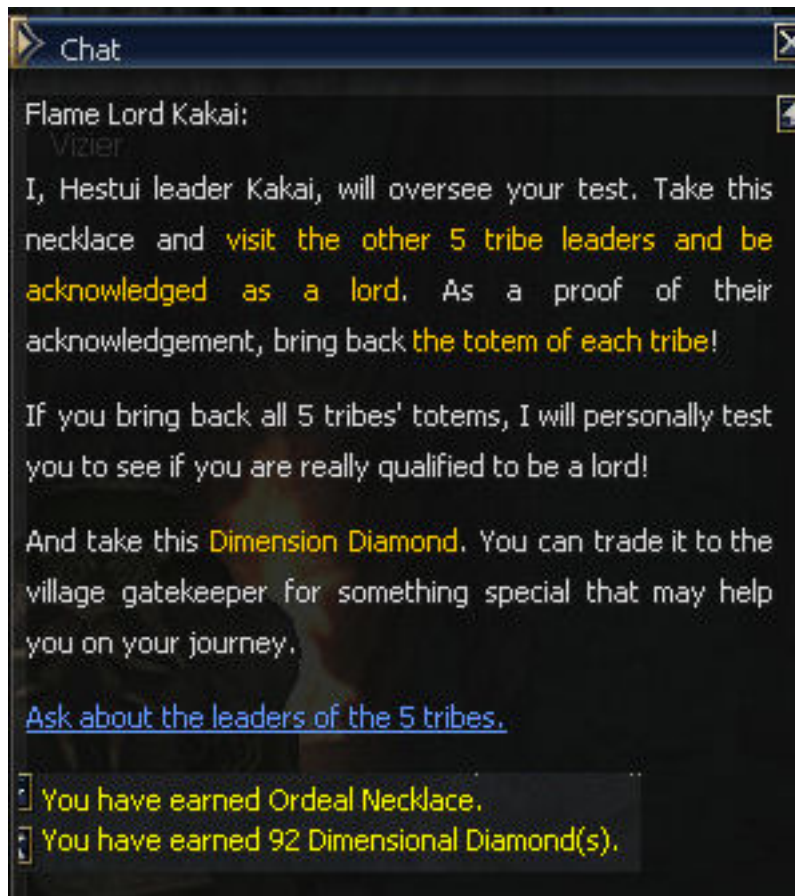 Chat
Flame Lord Kakai:
Vizier
I, Hestui leader Kakai, will oversee your test. Take this
necklace and visit the other 5 tribe leaders and be
acknowledged as a lord. As a proof of their
acknowledgement, bring back the totem of each tribe!
If you bring back all 5 tribes' totems, I will personally test
you to see if you are really qualified to be a lord!
And take this Dimension Diamond. You can trade it to the
village gatekeeper for something special that may help
you on your journey.
Ask about the leaders of the 5 tribes.
You have earned Ordeal Necklace.
You have earned 92 Dimensional Diamond(s).